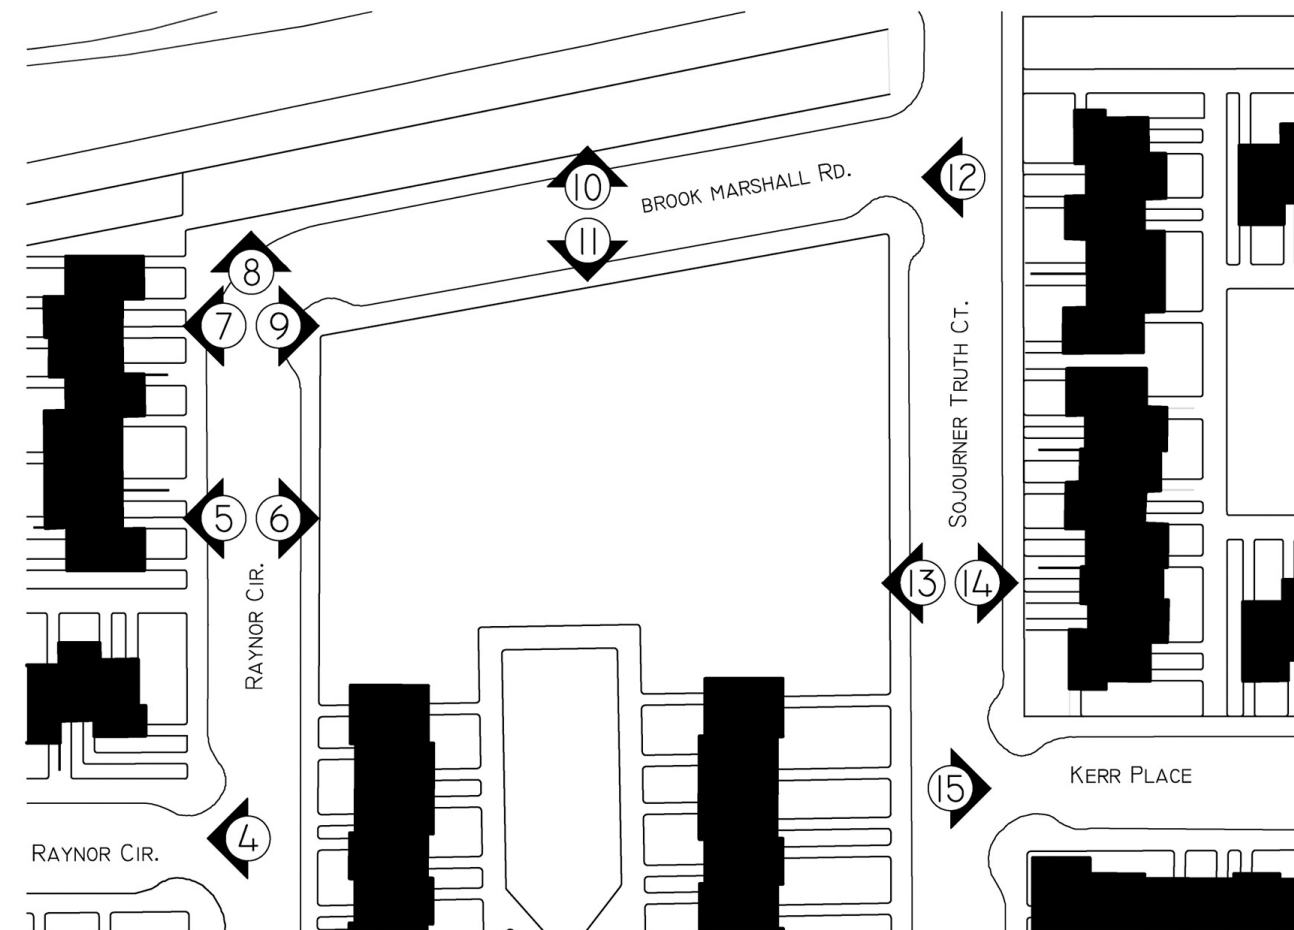 10
BROOK MARSHALL RD.
12
11
8
7
9
SOJOURNER TRUTH CT.
5
6
RAYNOR CIR.
13
14
15
KERR PLACE
4
RAYNOR CIR.